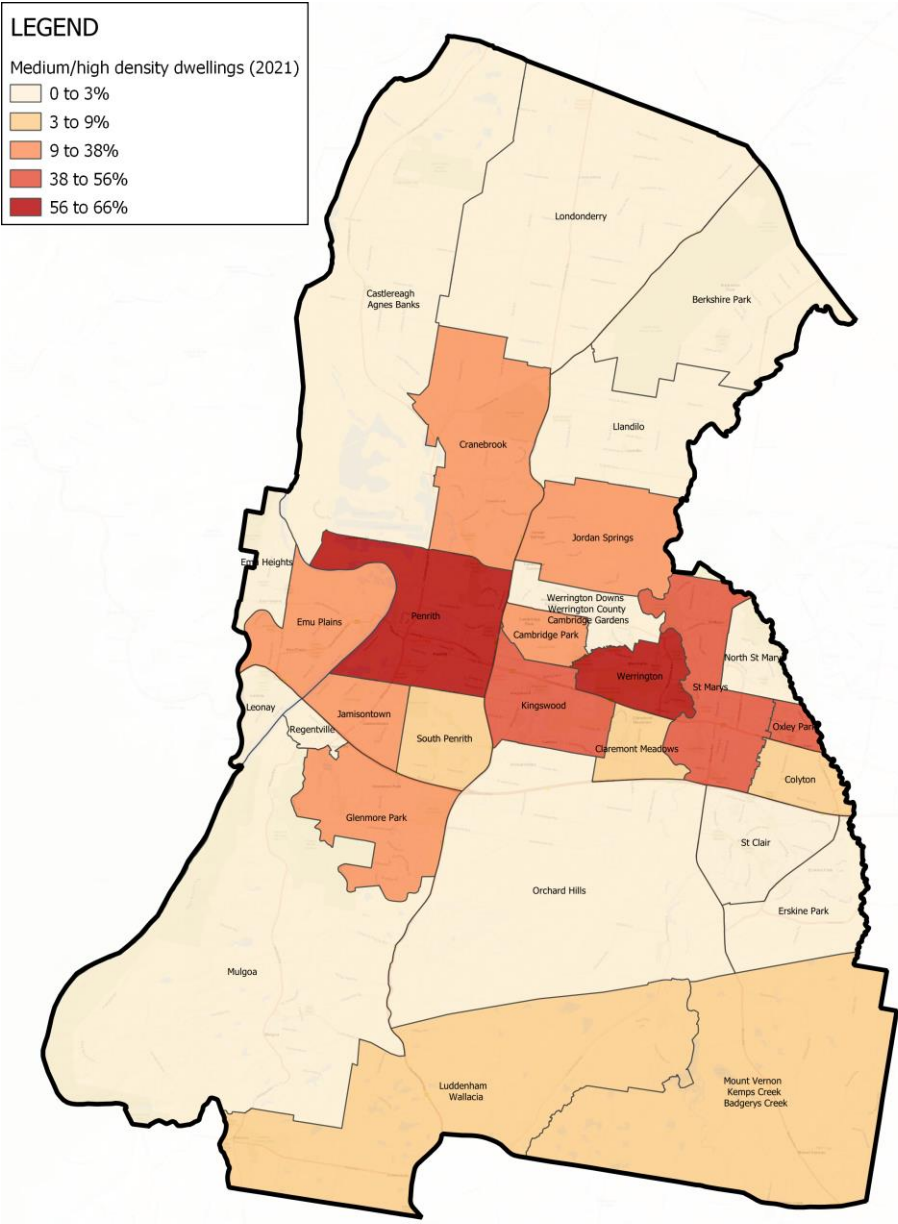 LEGEND
Medium/high density dwellings (2021)
0 to 3%
3 to 9%
9 to 38%
38 to 56%
56 to 66%
Londonderry
Castlereagh
Agnes Banks
Berkshire Park
Cranebrook
Llandilo
Jordan Springs
Emu Heights
Werrington Downs
Werrington County
Cambridge Gardens
Emu Plains
Penrith
Cambridge Park
North St Mary
Werrington
St Marys
Leonay
Kingswood
Jamisontown
Regentville
Oxley Park
South Penrith
Claremont Meadows
Colyton
Glenmore Park
St Clair
Orchard Hills
Erskine Park
Mulgoa
Luddenham
Wallacia
Mount Vernon
Kemps Creek
Badgerys Creek